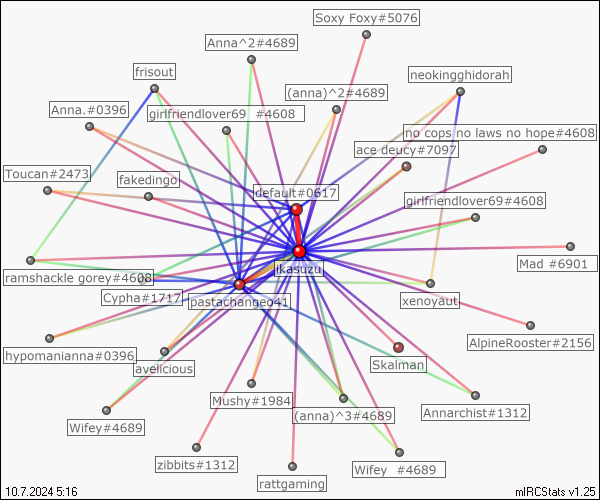 Soxy Foxy#5076
Anna^2#4689
frisout
neokingghidorah
(anna)^2#4689
Anna.#0396
girlfriendlover69 #4608
no cops no laws no hope#4608
ace deucy#7097
Toucan#2473
fakedingo
default#0617
girlfriendlover69#4608
ikasuzu
Mad #6901
ramshackle gorey#4608
Cypha#1717
pastachange041
xenoyaut
AlpineRooster#2156
hypomanianna#0396
avelicious
Skalman
Mushy#1984
(anna)^3#4689
Annarchist#1312
Wifey#4689
zibbits#1312
rattgaming
Wifey #4689
10.7.2024 5:16
mIRCStats v1.25